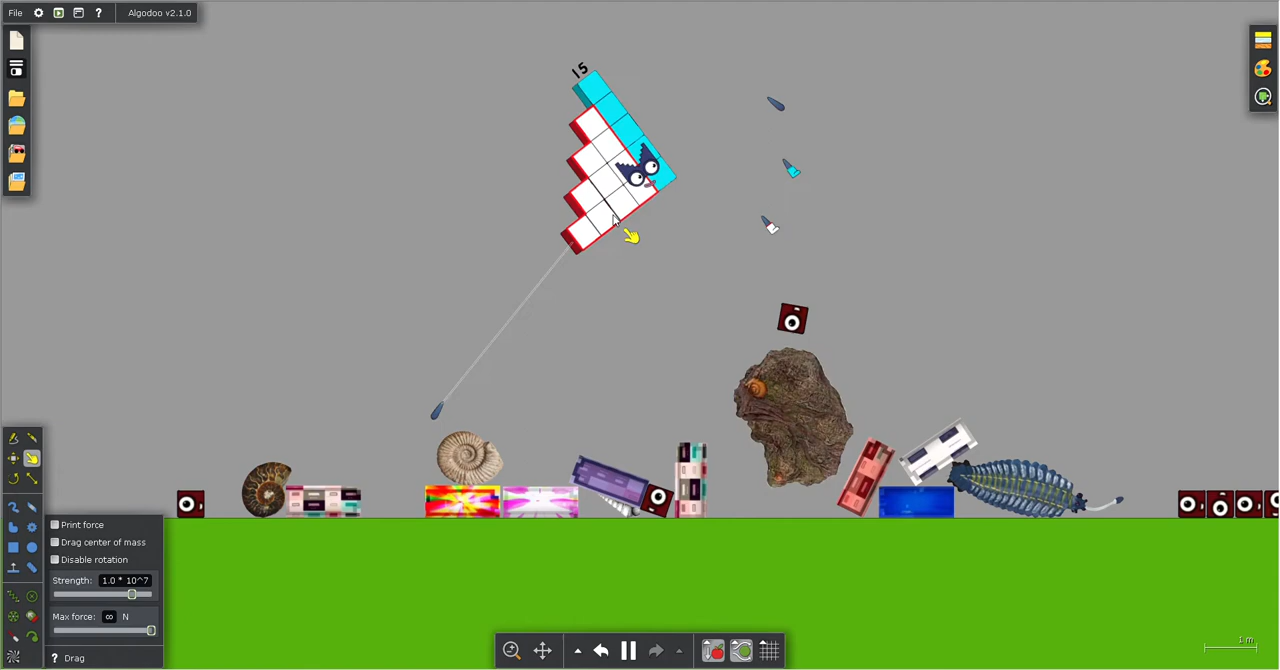 File ? Algodoo v2.1.0
15
Print force
Drag center of mass
Disable rotation
Strength: 1.0 * 10^7
Max force: ∞ N
? Drag
1 m